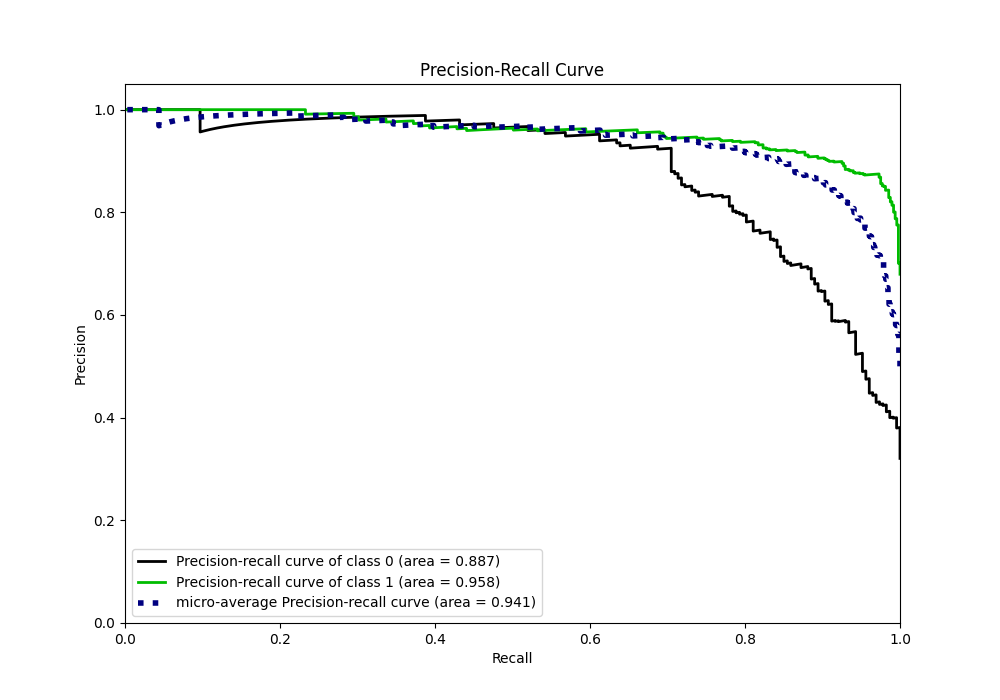 Precision-Recall Curve
1.0
0.8
0.6
0.4
0.2
0.0
Precision
Precision-recall curve of class 0 (area = 0.887)
Precision-recall curve of class 1 (area = 0.958)
micro-average Precision-recall curve (area = 0.941)
0.0 0.2 0.4 0.6 0.8 1.0
Recall